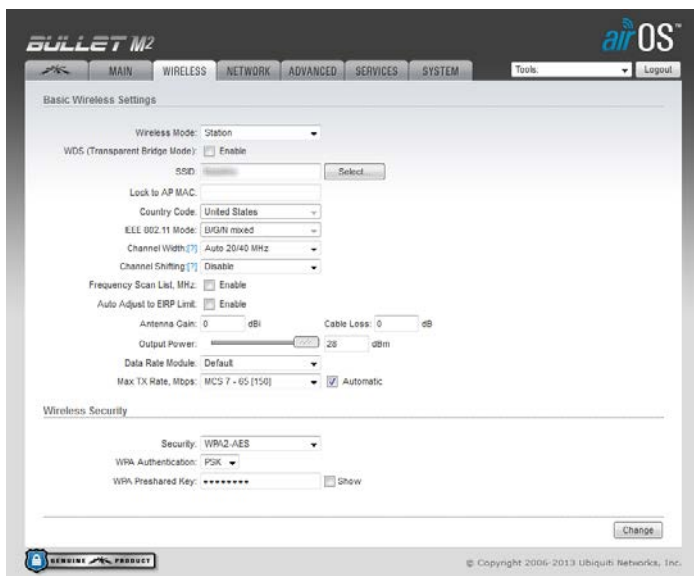 BULLET M2
airOS™
MAIN WIRELESS NETWORK ADVANCED SERVICES SYSTEM Tools: Logout
Basic Wireless Settings
Wireless Mode: Station
WDS (Transparent Bridge Mode): Enable
SSID: Select...
Lock to AP MAC:
Country Code: United States
IEEE 802.11 Mode: B/G/N mixed
Channel Width:[?] Auto 20/40 MHz
Channel Shifting:[?] Disable
Frequency Scan List, MHz: Enable
Auto Adjust to EIRP Limit: Enable
Antenna Gain: 0 dBi Cable Loss: 0 dB
Output Power: 28 dBm
Data Rate Module: Default
Max TX Rate, Mbps: MCS 7 - 65 [150] Automatic
Wireless Security
Security: WPA2-AES
WPA Authentication: PSK
WPA Preshared Key: •••••••• Show
Change
GENUINE PRODUCT
© Copyright 2006-2013 Ubiquiti Networks, Inc.